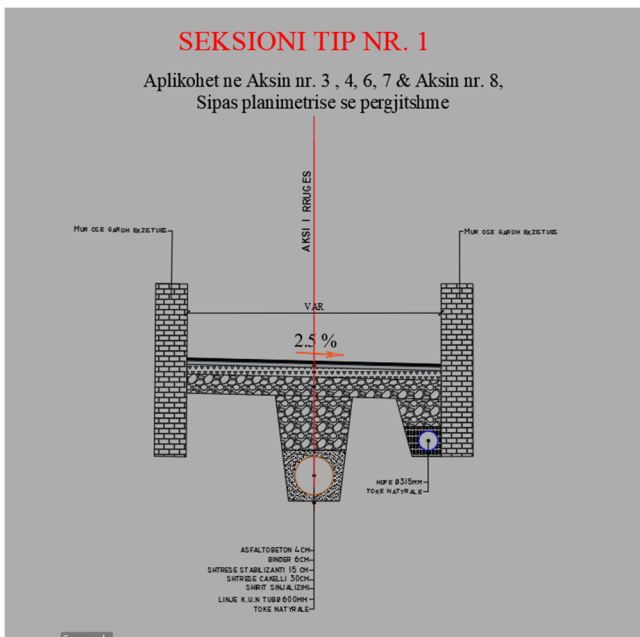 SEKSIONI TIP NR. 1
Aplikohet ne Aksin nr. 3 , 4, 6, 7 & Aksin nr. 8,
Sipas planimetrise se pergjitshme
AKSI I RRUGES
MUR OSE GARDH EKZISTUES
MUR OSE GARDH EKZISTUES
VAR
2.5 %
HDPE Ø315MM
TOKE NATYRALE
ASFALTOBETON 4CM
BINDER 6CM
SHTRESE STABILIZANTI 15 CM
SHTRESE CAKELLI 30CM
SHIRIT SINJALIZIMI
LINJE K.U.N TUBØ600MM
TOKE NATYRALE